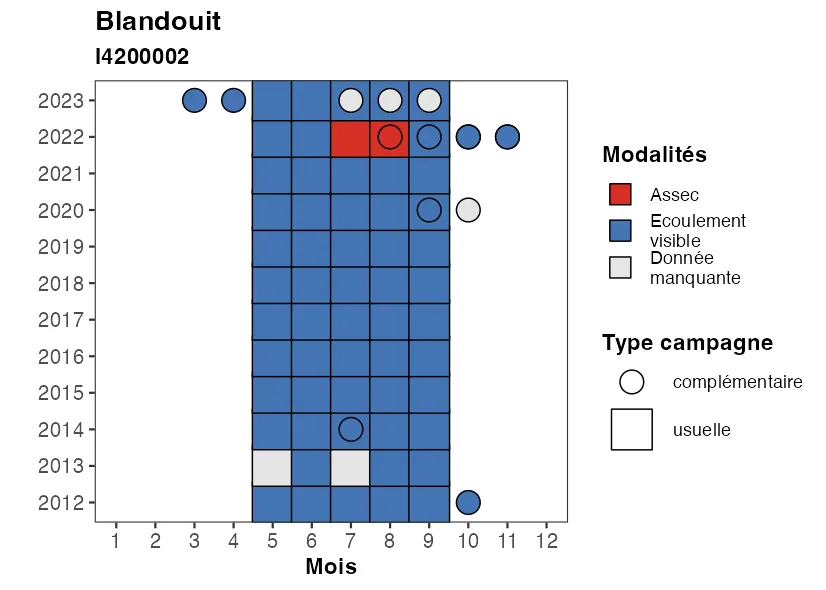 Blandouit
I4200002
2023
2022
2021
2020
2019
2018
2017
2016
2015
2014
2013
2012
1 2 3 4 5 6 7 8 9 10 11 12
Mois
Modalités
Assec
Ecoulement
visible
Donnée
manquante
Type campagne
complémentaire
usuelle